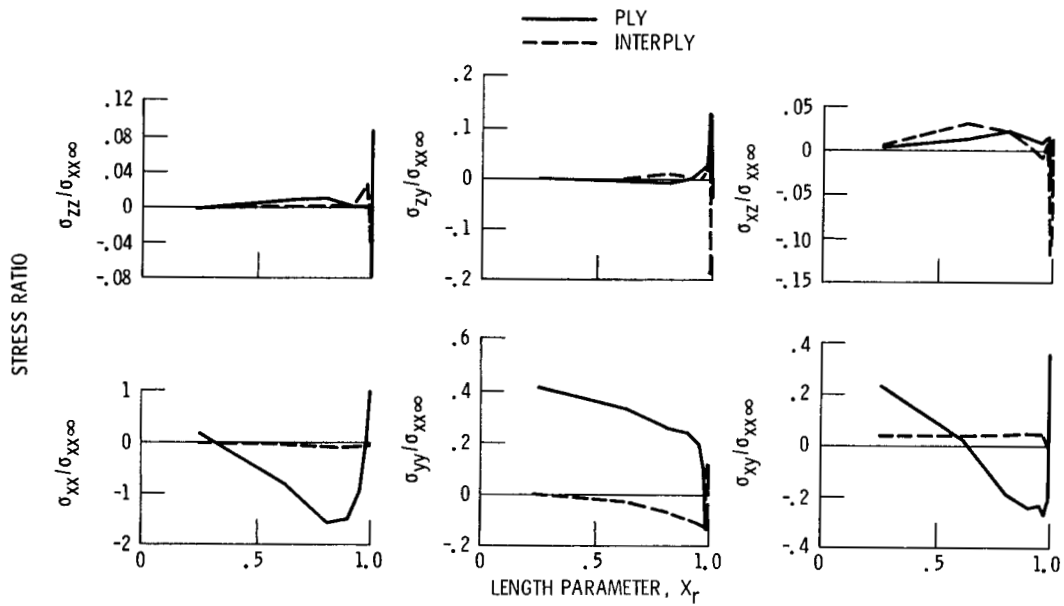 PLY
INTERPLY
STRESS RATIO
σzz/σxx∞
.12
.08
.04
0
-.04
-.08
σzy/σxx∞
.2
.1
0
-.1
-.2
σxz/σxx∞
.05
0
-.05
-.10
-.15
σxx/σxx∞
1
0
-1
-2
0 .5 1.0
σyy/σxx∞
.6
.4
.2
0
-.2
0 .5 1.0
σxy/σxx∞
.4
.2
0
-.2
-.4
0 .5 1.0
LENGTH PARAMETER, Xr